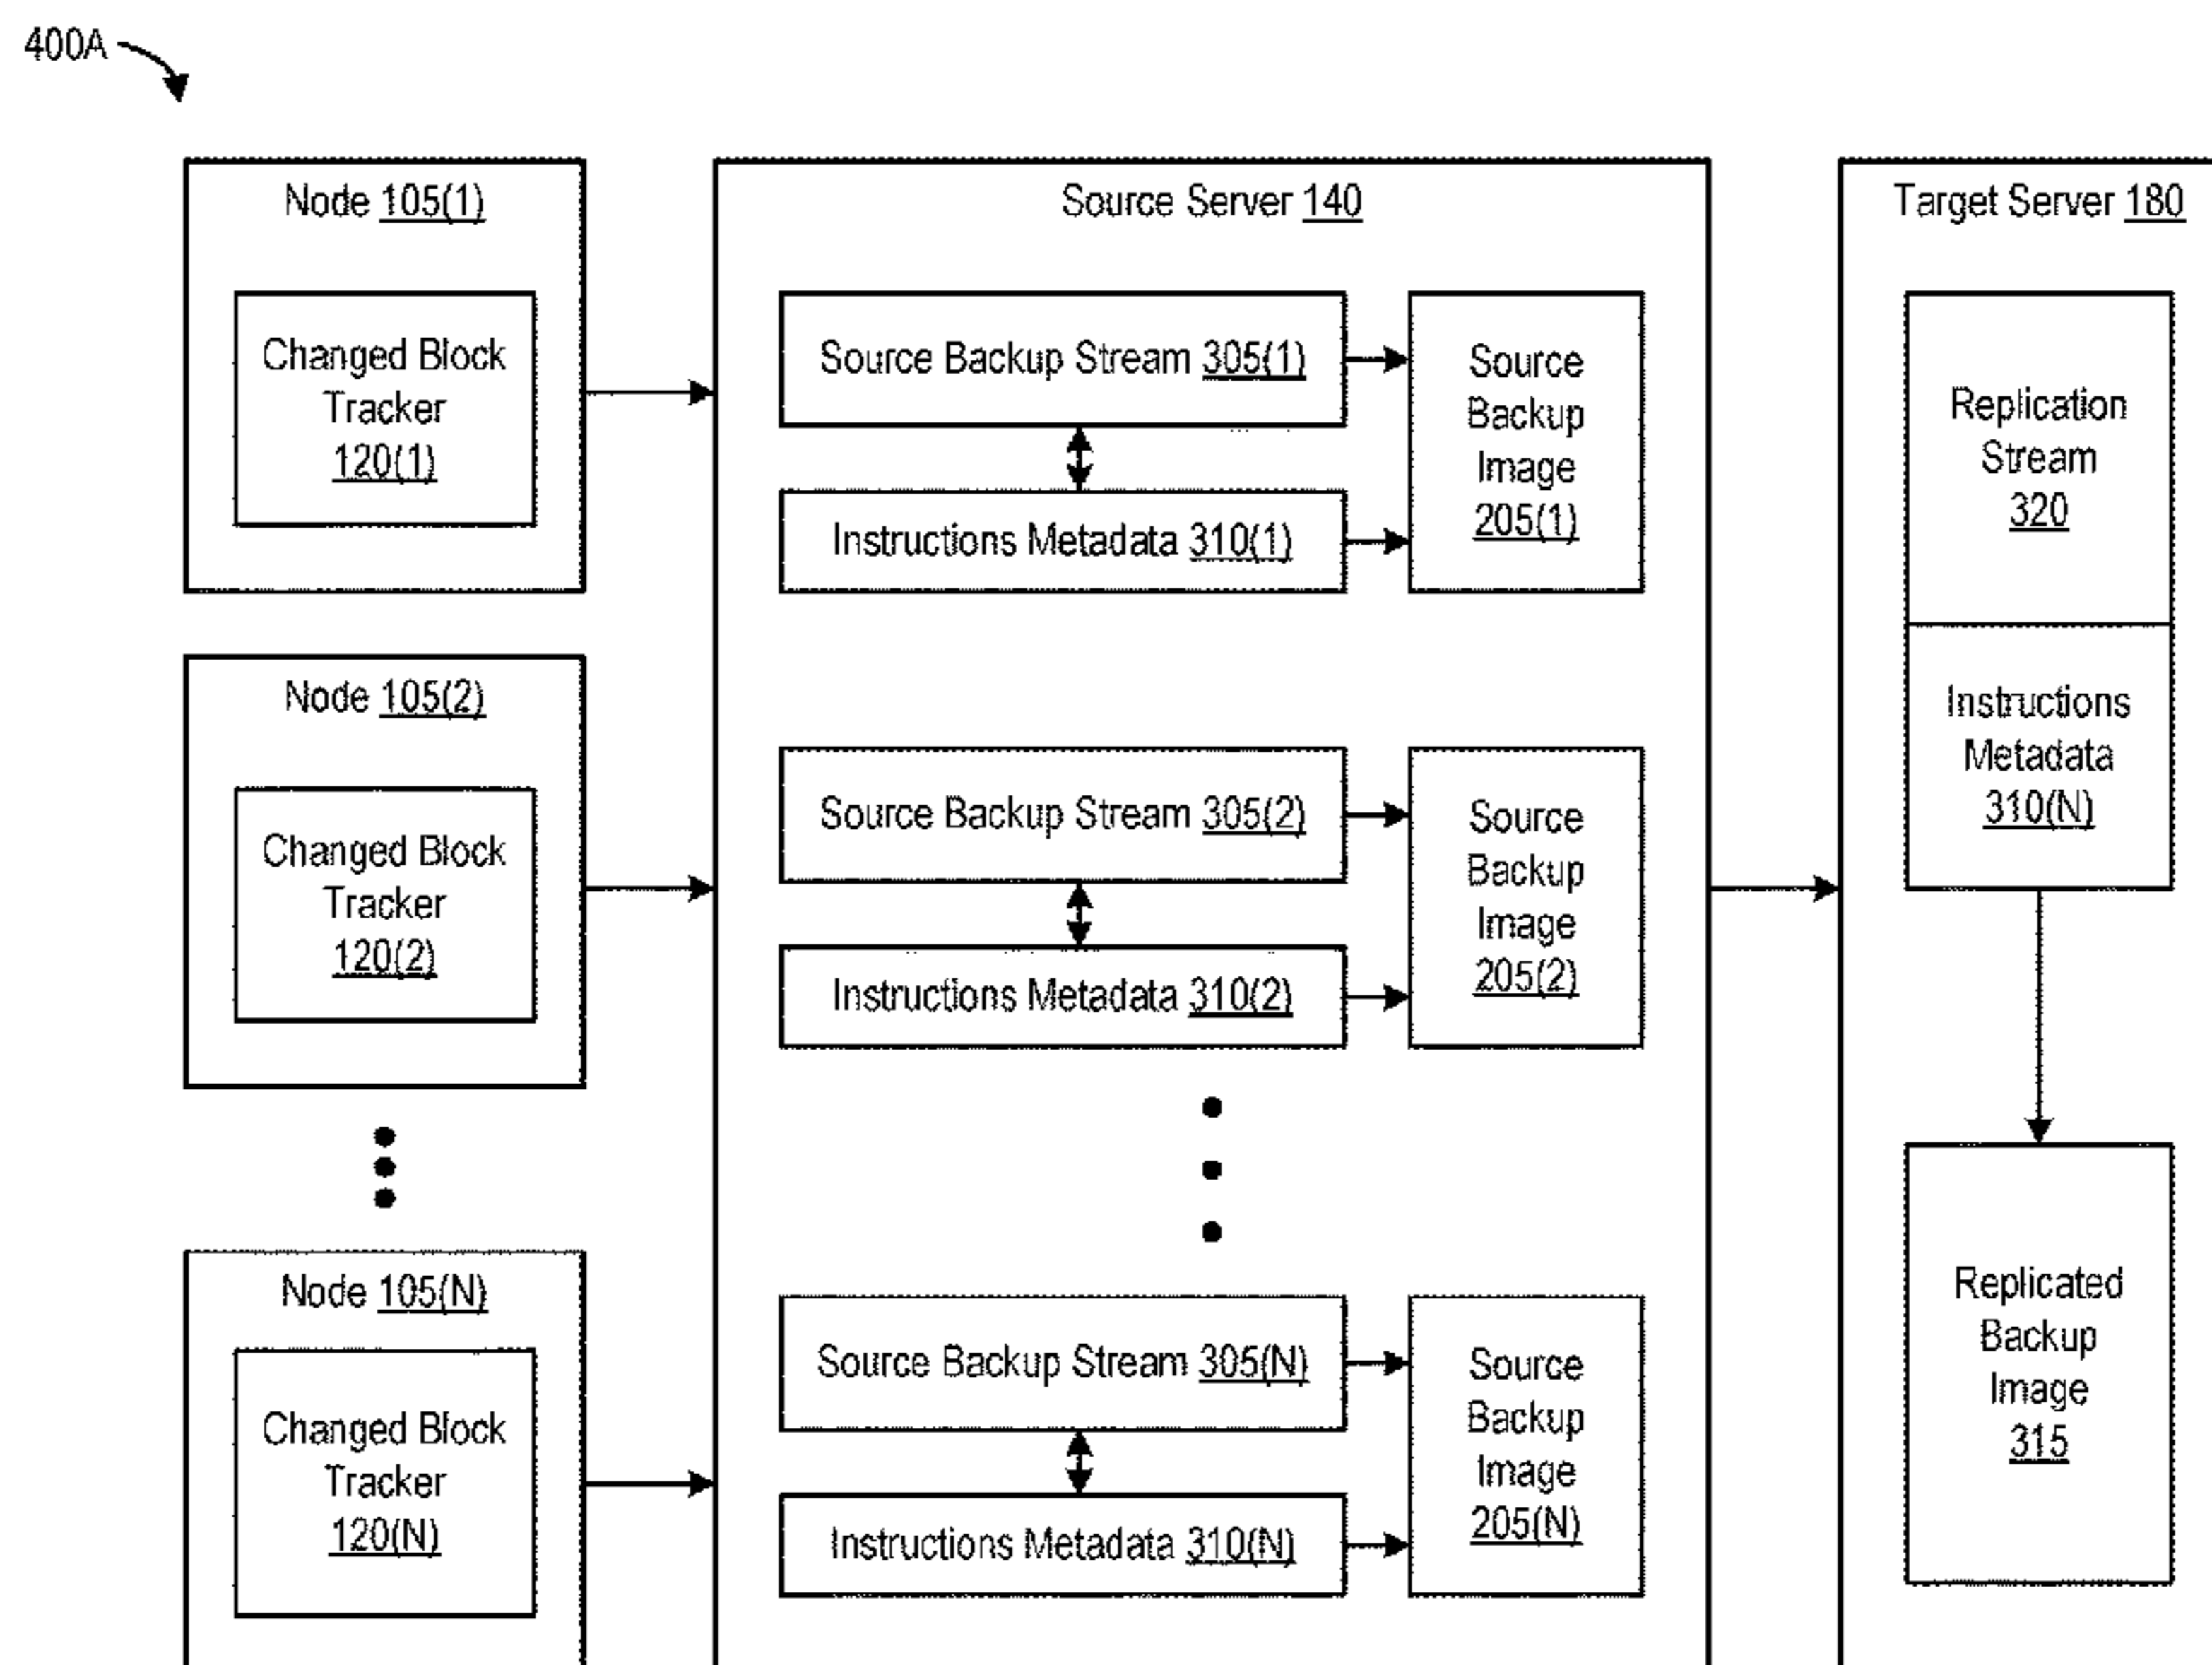 400A
Node 105(1)
Changed Block
Tracker
120(1)
Node 105(2)
Changed Block
Tracker
120(2)
Node 105(N)
Changed Block
Tracker
120(N)
Source Server 140
Source Backup Stream 305(1)
Instructions Metadata 310(1)
Source
Backup
Image
205(1)
Source Backup Stream 305(2)
Instructions Metadata 310(2)
Source
Backup
Image
205(2)
Source Backup Stream 305(N)
Instructions Metadata 310(N)
Source
Backup
Image
205(N)
Target Server 180
Replication
Stream
320
Instructions
Metadata
310(N)
Replicated
Backup
Image
315